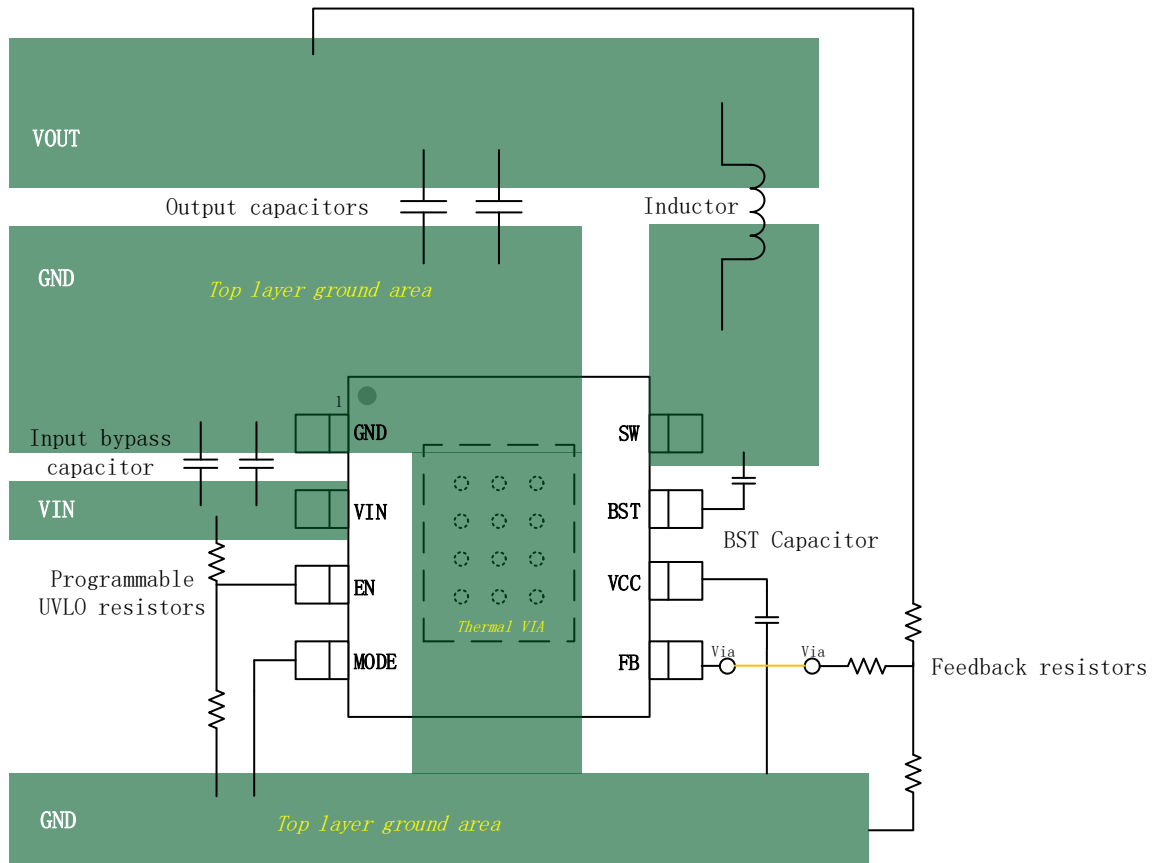 VOUT
Output capacitors
Inductor
GND
Top layer ground area
1
GND
SW
Input bypass
capacitor
VIN
VIN
BST
BST Capacitor
Programmable
UVLO resistors
EN
VCC
Thermal VIA
MODE
FB
Via
Via
Feedback resistors
GND
Top layer ground area